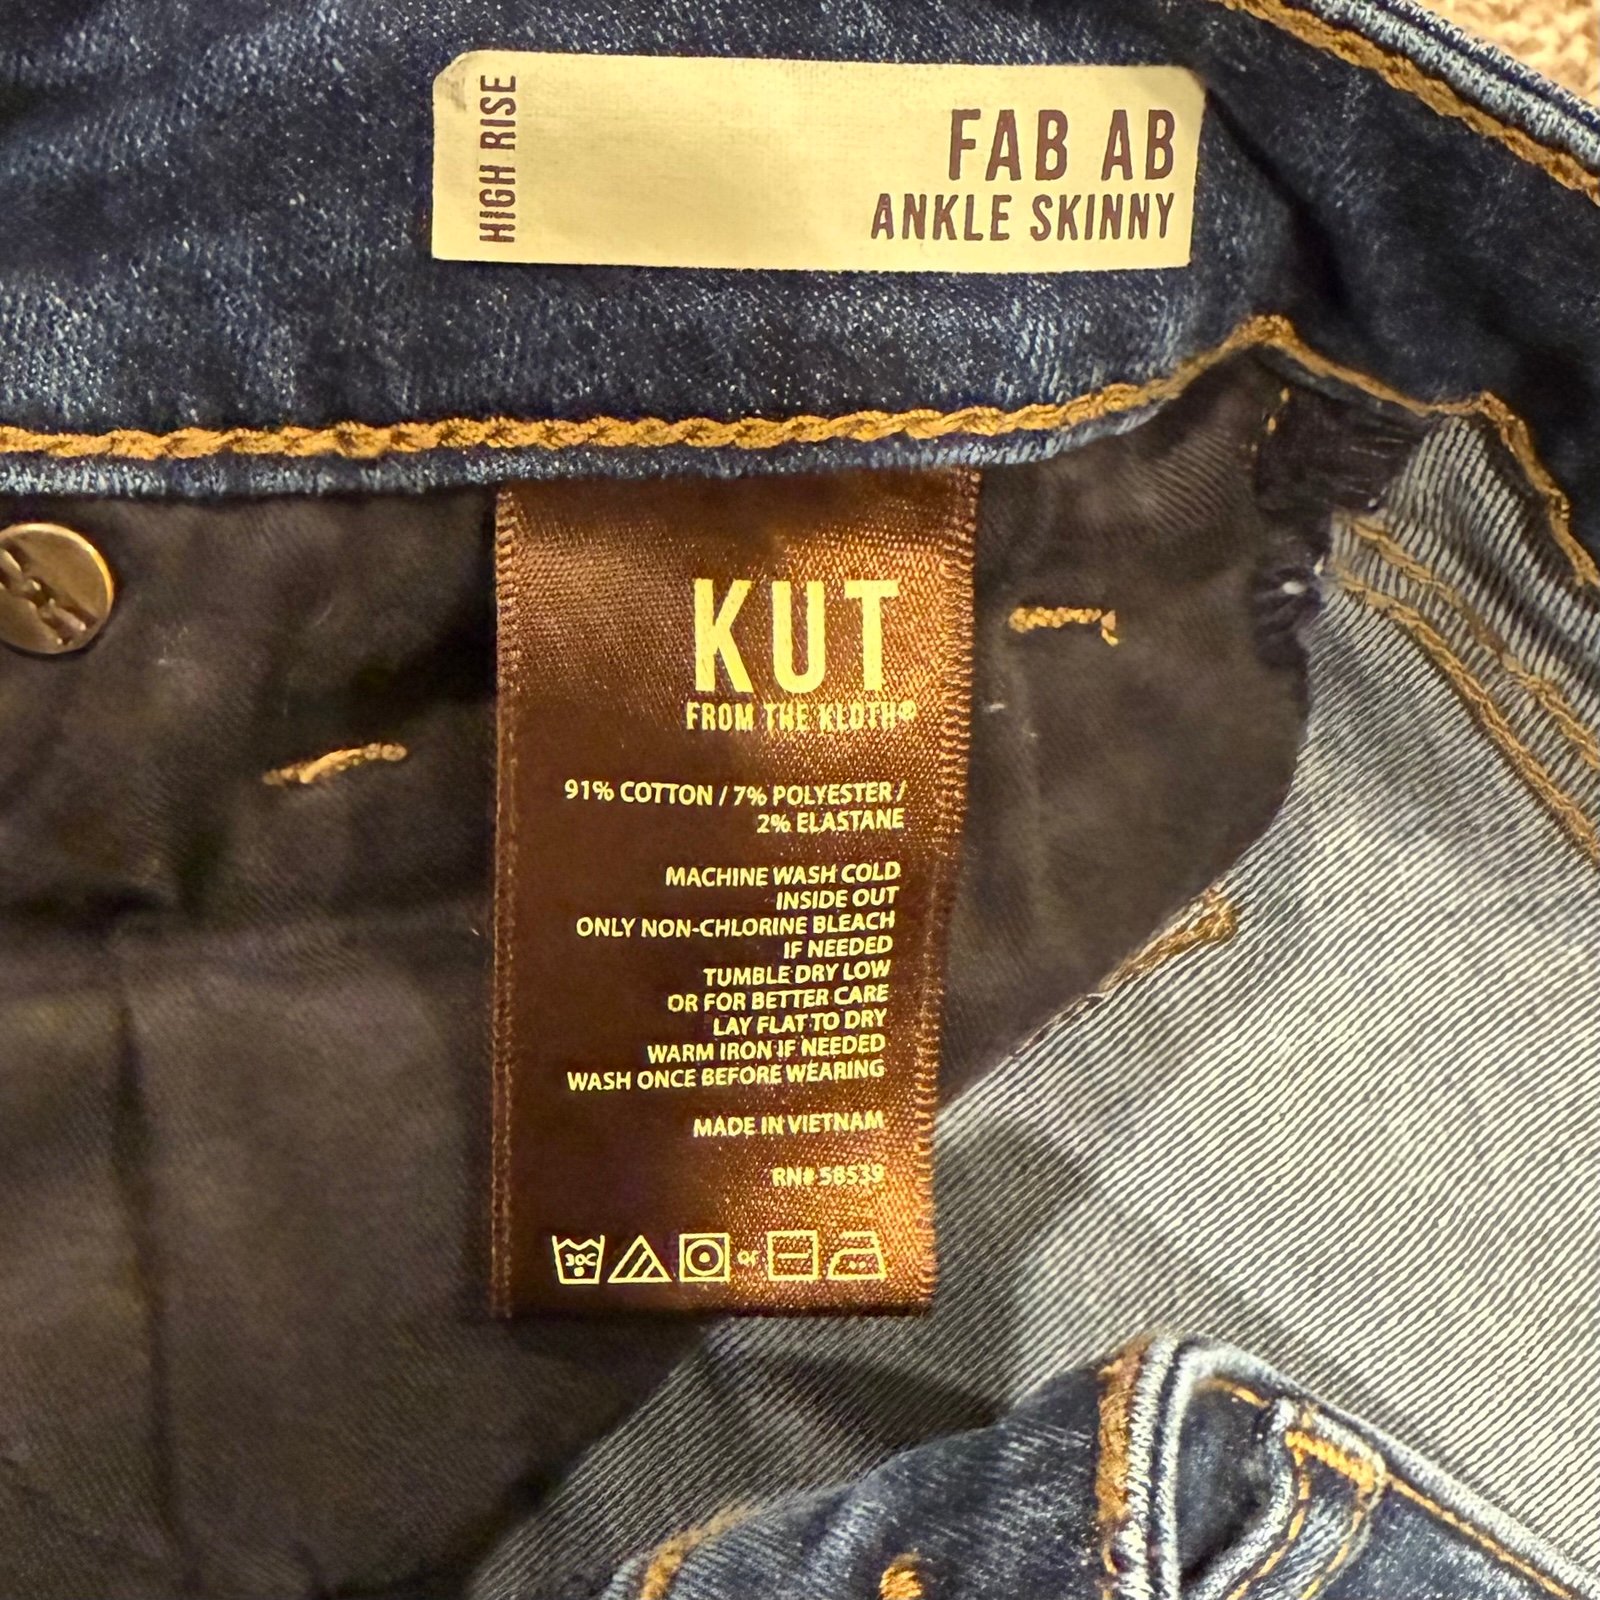 HIGH RISE
FAB AB
ANKLE SKINNY
KUT
FROM THE KLOTH®
91% COTTON / 7% POLYESTER /
2% ELASTANE
MACHINE WASH COLD
INSIDE OUT
ONLY NON-CHLORINE BLEACH
IF NEEDED
TUMBLE DRY LOW
OR FOR BETTER CARE
LAY FLAT TO DRY
WARM IRON IF NEEDED
WASH ONCE BEFORE WEARING
MADE IN VIETNAM
RN# 58539
30C or